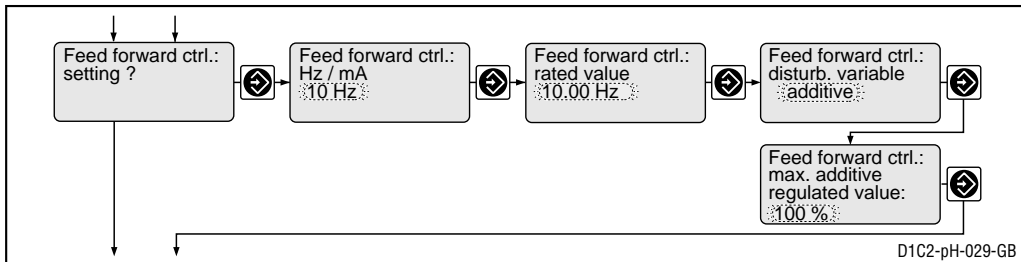 Feed forward ctrl.:
setting ?
Feed forward ctrl.:
Hz / mA
10 Hz
Feed forward ctrl.:
rated value
10.00 Hz
Feed forward ctrl.:
disturb. variable
additive
Feed forward ctrl.:
max. additive
regulated value:
100 %
D1C2-pH-029-GB